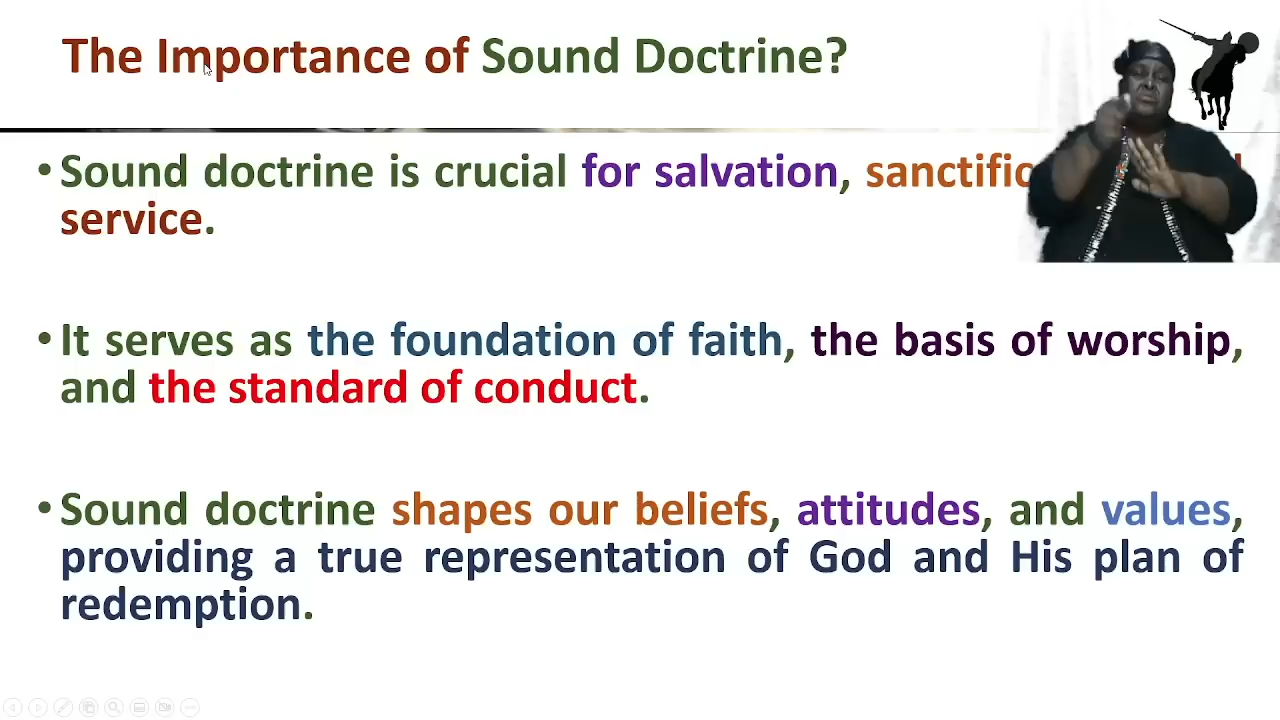 The Importance of Sound Doctrine?
• Sound doctrine is crucial for salvation,
service.
• It serves as the foundation of faith, the basis of worship,
and the standard of conduct.
• Sound doctrine shapes our beliefs, attitudes, and values,
providing a true representation of God and His plan of
redemption.